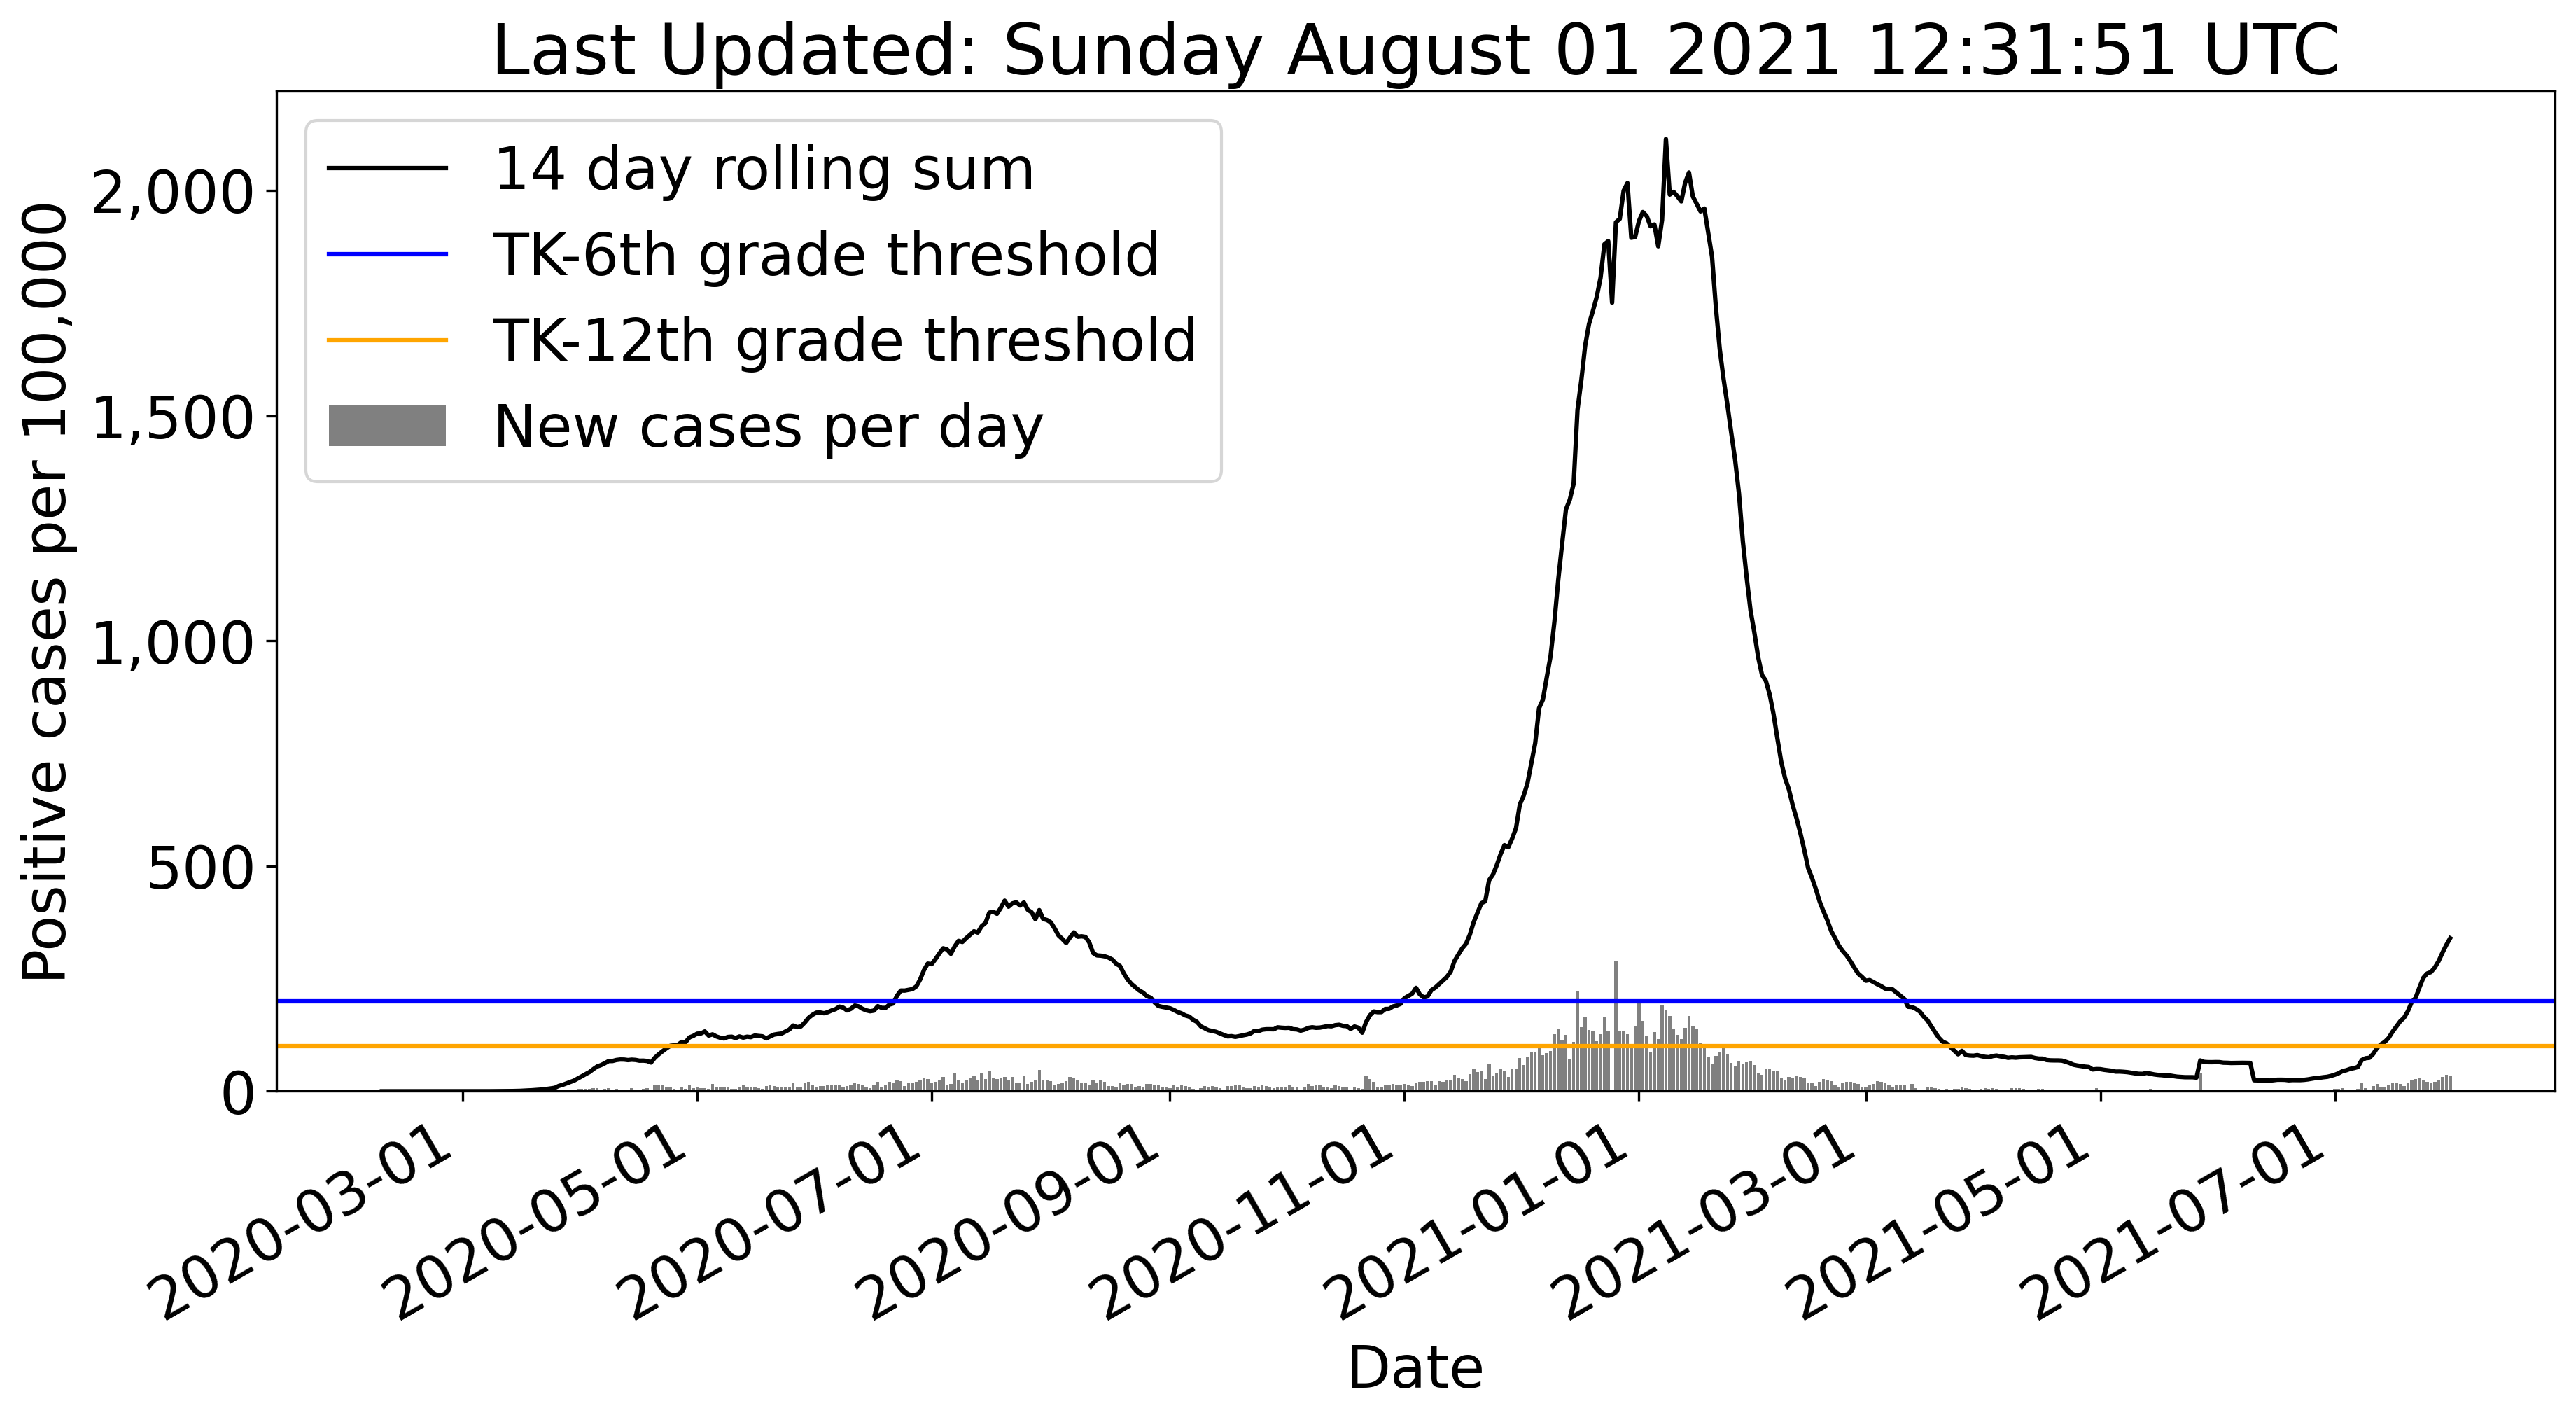 Last Updated: Sunday August 01 2021 12:31:51 UTC
14 day rolling sum
TK-6th grade threshold
TK-12th grade threshold
New cases per day
Positive cases per 100,000
2,000
1,500
1,000
500
0
2020-03-01
2020-05-01
2020-07-01
2020-09-01
2020-11-01
2021-01-01
2021-03-01
2021-05-01
2021-07-01
Date